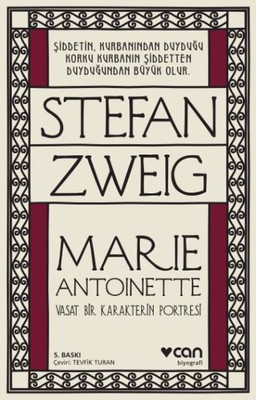 ŞİDDETİN, KURBANINDAN DUYDUĞU
KORKU KURBANIN ŞİDDETTEN
DUYDUĞUNDAN BÜYÜK OLUR.
STEFAN
ZWEIG
MARIE
ANTOINETTE
VASAT BİR KARAKTERİN PORTRESİ
5. BASKI
Çeviri: TEVFİK TURAN
can
biyografi